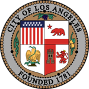 CITY OF LOS ANGELES
FOUNDED 1781